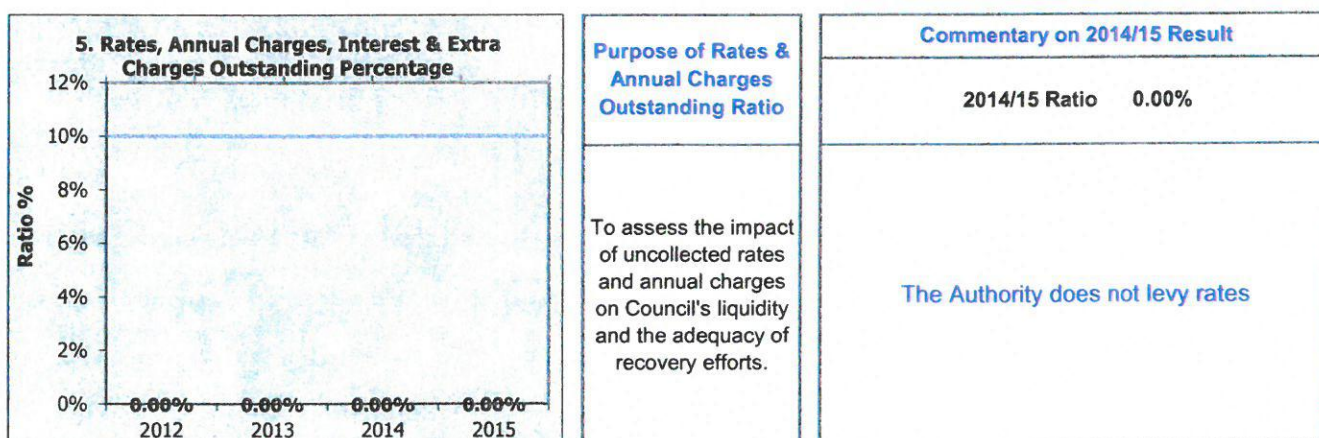 5. Rates, Annual Charges, Interest & Extra
Charges Outstanding Percentage
12%
10%
8%
6%
4%
2%
0%
Ratio %
0.00% 0.00% 0.00% 0.00%
2012 2013 2014 2015
Purpose of Rates &
Annual Charges
Outstanding Ratio
To assess the impact
of uncollected rates
and annual charges
on Council's liquidity
and the adequacy of
recovery efforts.
Commentary on 2014/15 Result
2014/15 Ratio 0.00%
The Authority does not levy rates